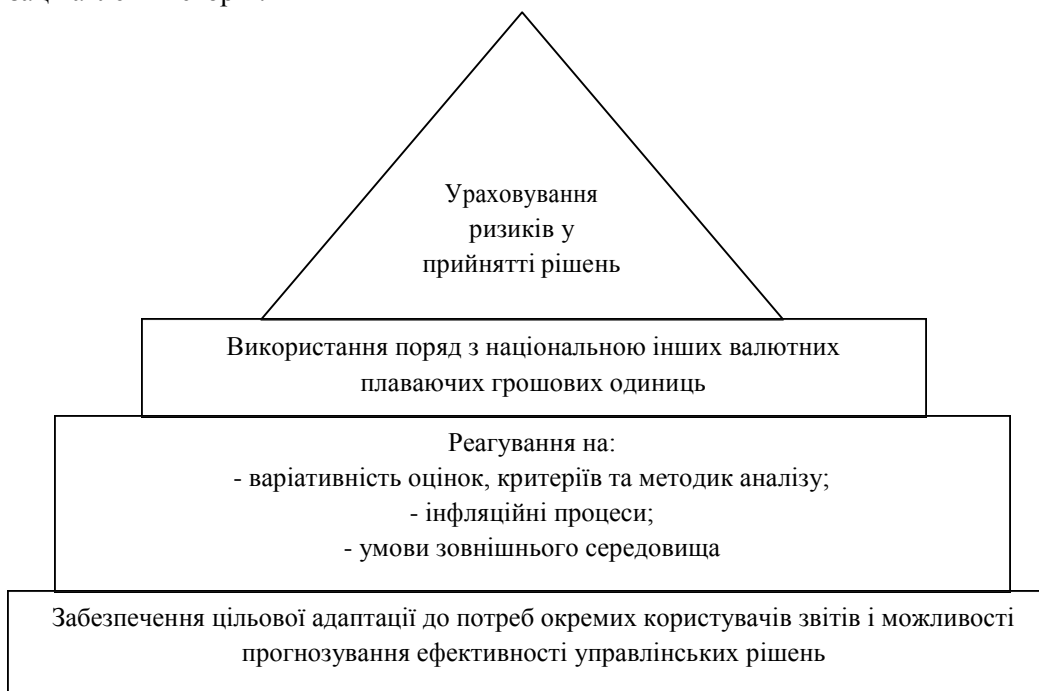 Ураховування
ризиків у
прийнятті рішень
Використання поряд з національною інших валютних
плаваючих грошових одиниць
Реагування на:
- варіативність оцінок, критеріїв та методик аналізу;
- інфляційні процеси;
- умови зовнішнього середовища
Забезпечення цільової адаптації до потреб окремих користувачів звітів і можливості
прогнозування ефективності управлінських рішень